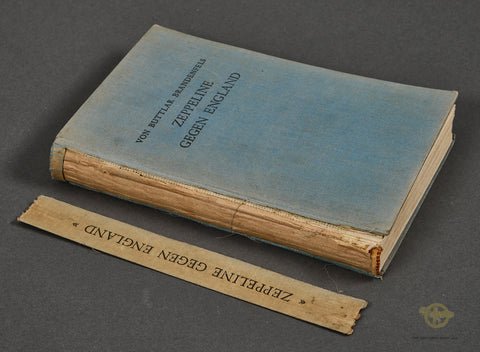 VON BUTTLAR BRANDENFELS
ZEPPELINE
GEGEN ENGLAND
* ZEPPELINE GEGEN ENGLAND *